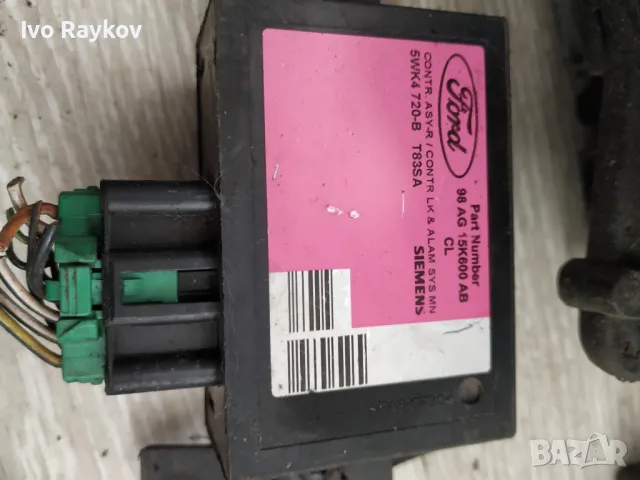 Ivo Raykov
Ford
Part Number
98 AG 15K600 AB
CL
CONTR. ASY-R / CONTR LK & ALAM SYS MN
5WK4 720-B T83SA
SIEMENS
BAZAR